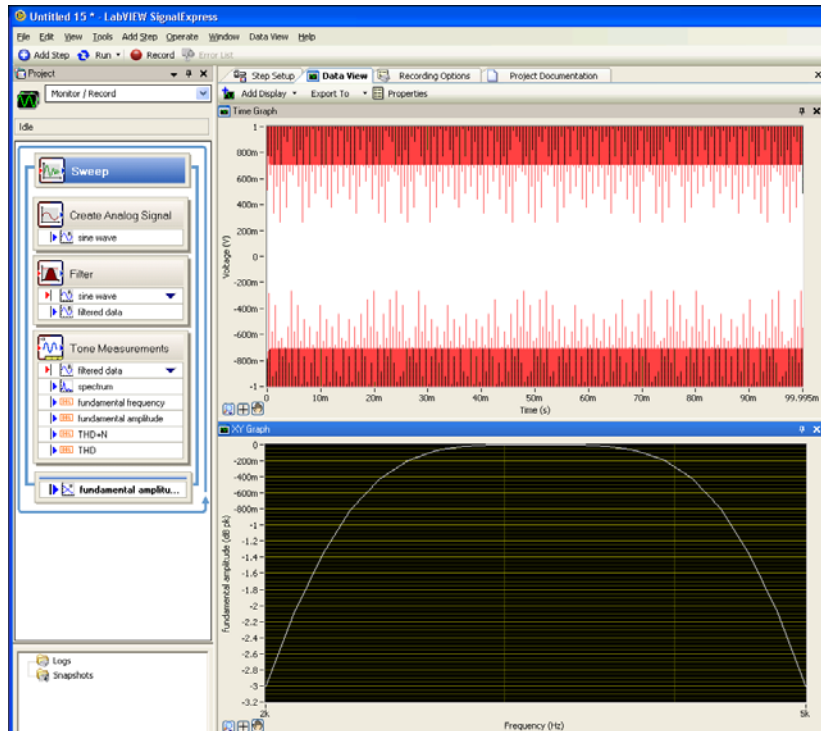 Untitled 15 * - LabVIEW SignalExpress
File Edit View Tools Add Step Operate Window Data View Help
Add Step Run Record Error List
Project
Monitor / Record
Idle
Sweep
Create Analog Signal
sine wave
Filter
sine wave
filtered data
Tone Measurements
filtered data
spectrum
fundamental frequency
fundamental amplitude
THD+N
THD
fundamental amplitu...
Logs
Snapshots
Step Setup Data View Recording Options Project Documentation
Add Display Export To Properties
Time Graph
Voltage (V)
1
800m
600m
400m
200m
0
-200m
-400m
-600m
-800m
-1
0 10m 20m 30m 40m 50m 60m 70m 80m 90m 99.995m
Time (s)
XY Graph
Fundamental amplitude (dB pk)
0
-200m
-400m
-600m
-800m
-1
-1.2
-1.4
-1.6
-1.8
-2
-2.2
-2.4
-2.6
-2.8
-3
-3.2
2k 5k
Frequency (Hz)